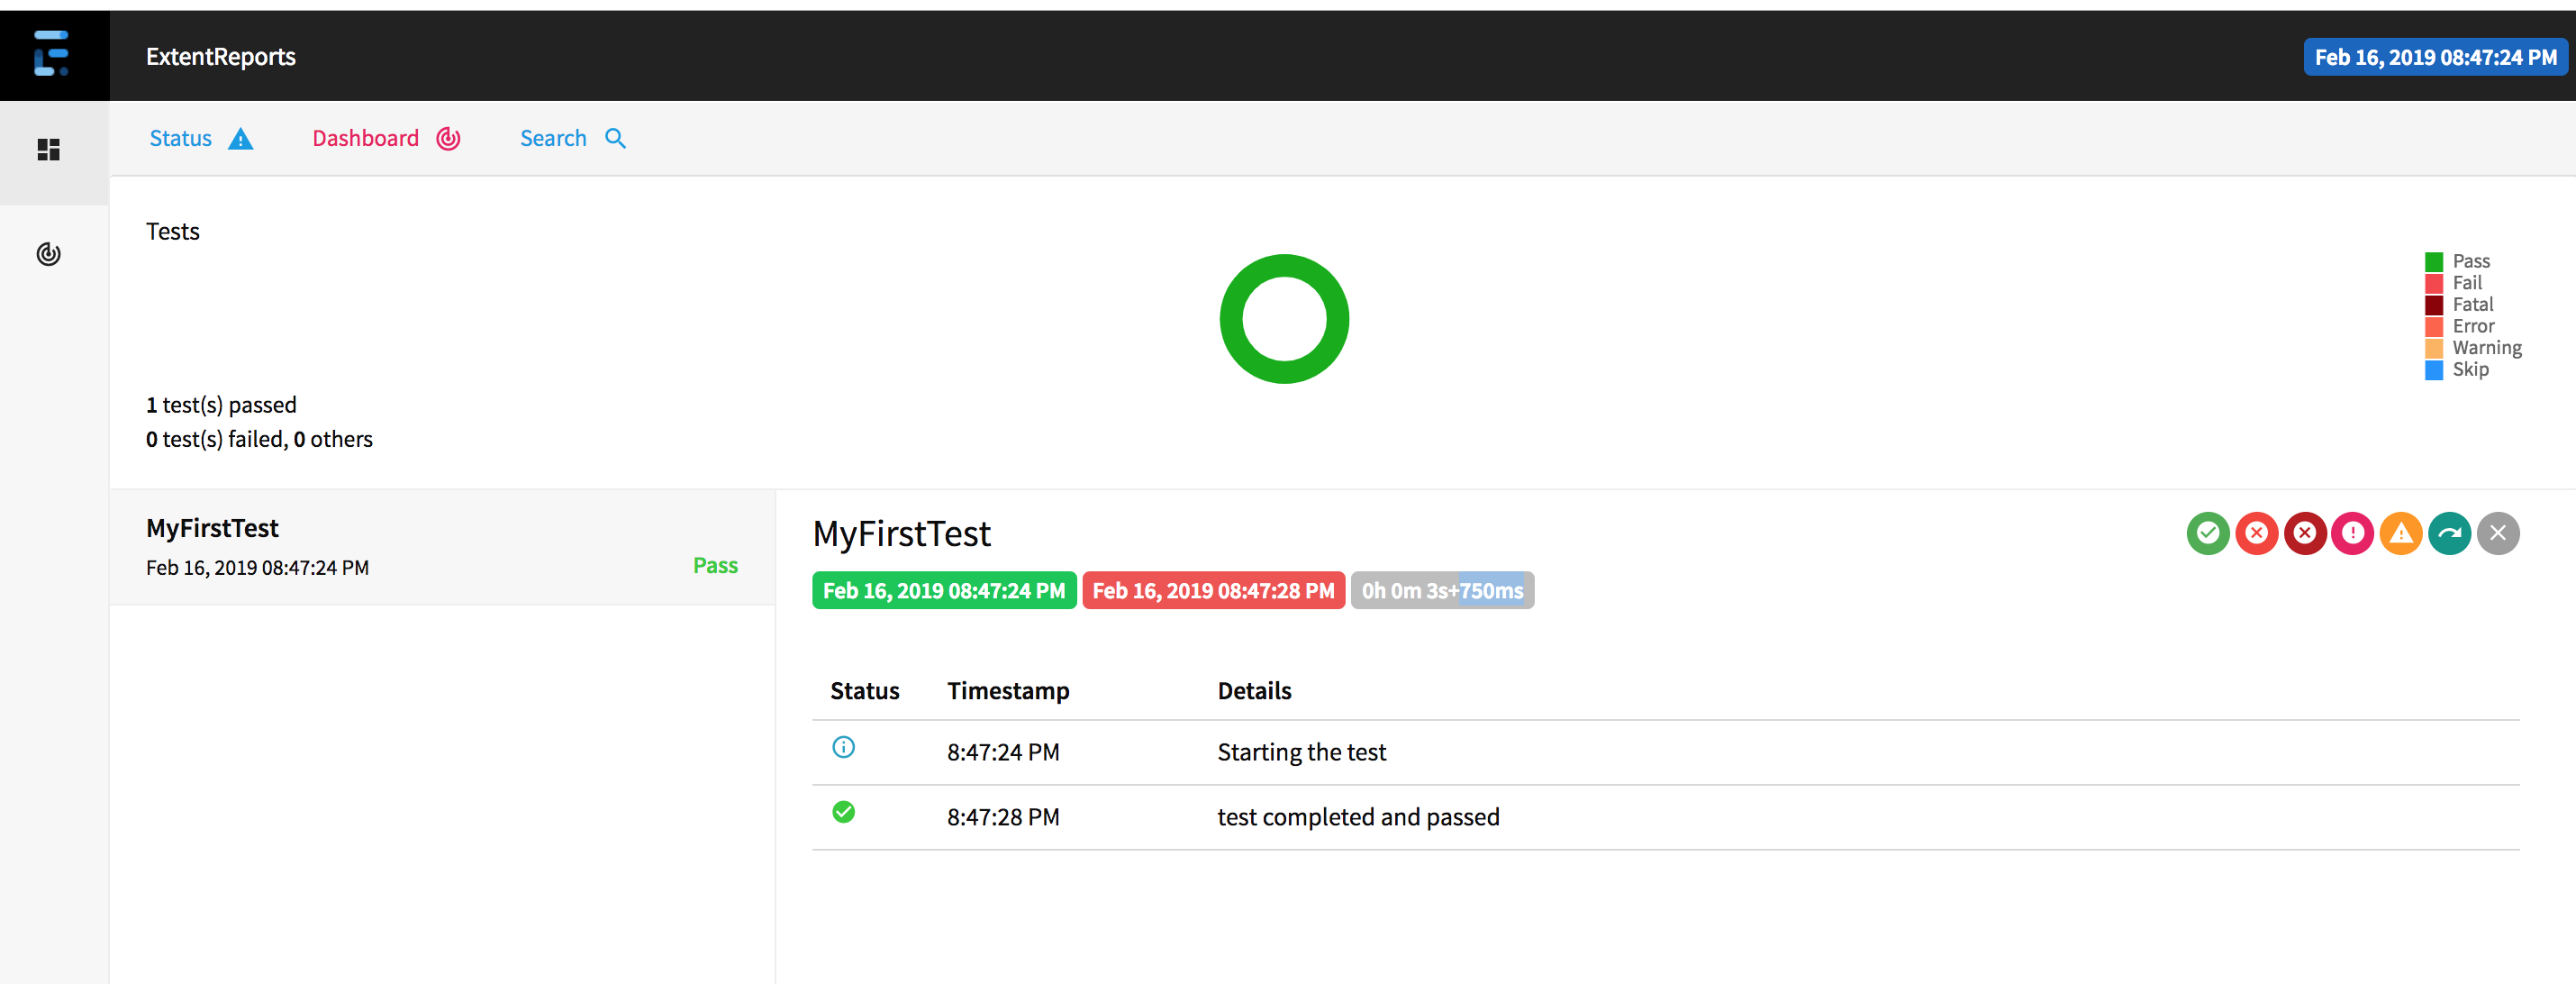 ExtentReports
Feb 16, 2019 08:47:24 PM
Status Dashboard Search
Tests
Pass
Fail
Fatal
Error
Warning
Skip
1 test(s) passed
0 test(s) failed, 0 others
MyFirstTest
Feb 16, 2019 08:47:24 PM
Pass
MyFirstTest
Feb 16, 2019 08:47:24 PM Feb 16, 2019 08:47:28 PM 0h 0m 3s+750ms
Status Timestamp Details
8:47:24 PM Starting the test
8:47:28 PM test completed and passed